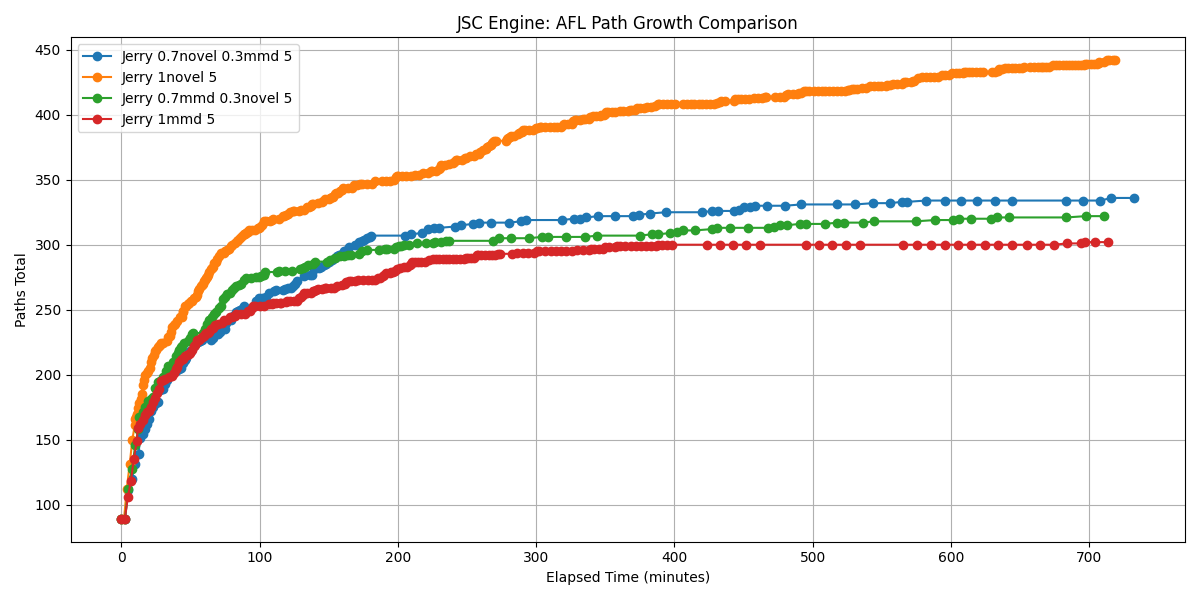 JSC Engine: AFL Path Growth Comparison
Jerry 0.7novel 0.3mmd 5
Jerry 1novel 5
Jerry 0.7mmd 0.3novel 5
Jerry 1mmd 5
450
400
350
300
250
200
150
100
Paths Total
0 100 200 300 400 500 600 700
Elapsed Time (minutes)